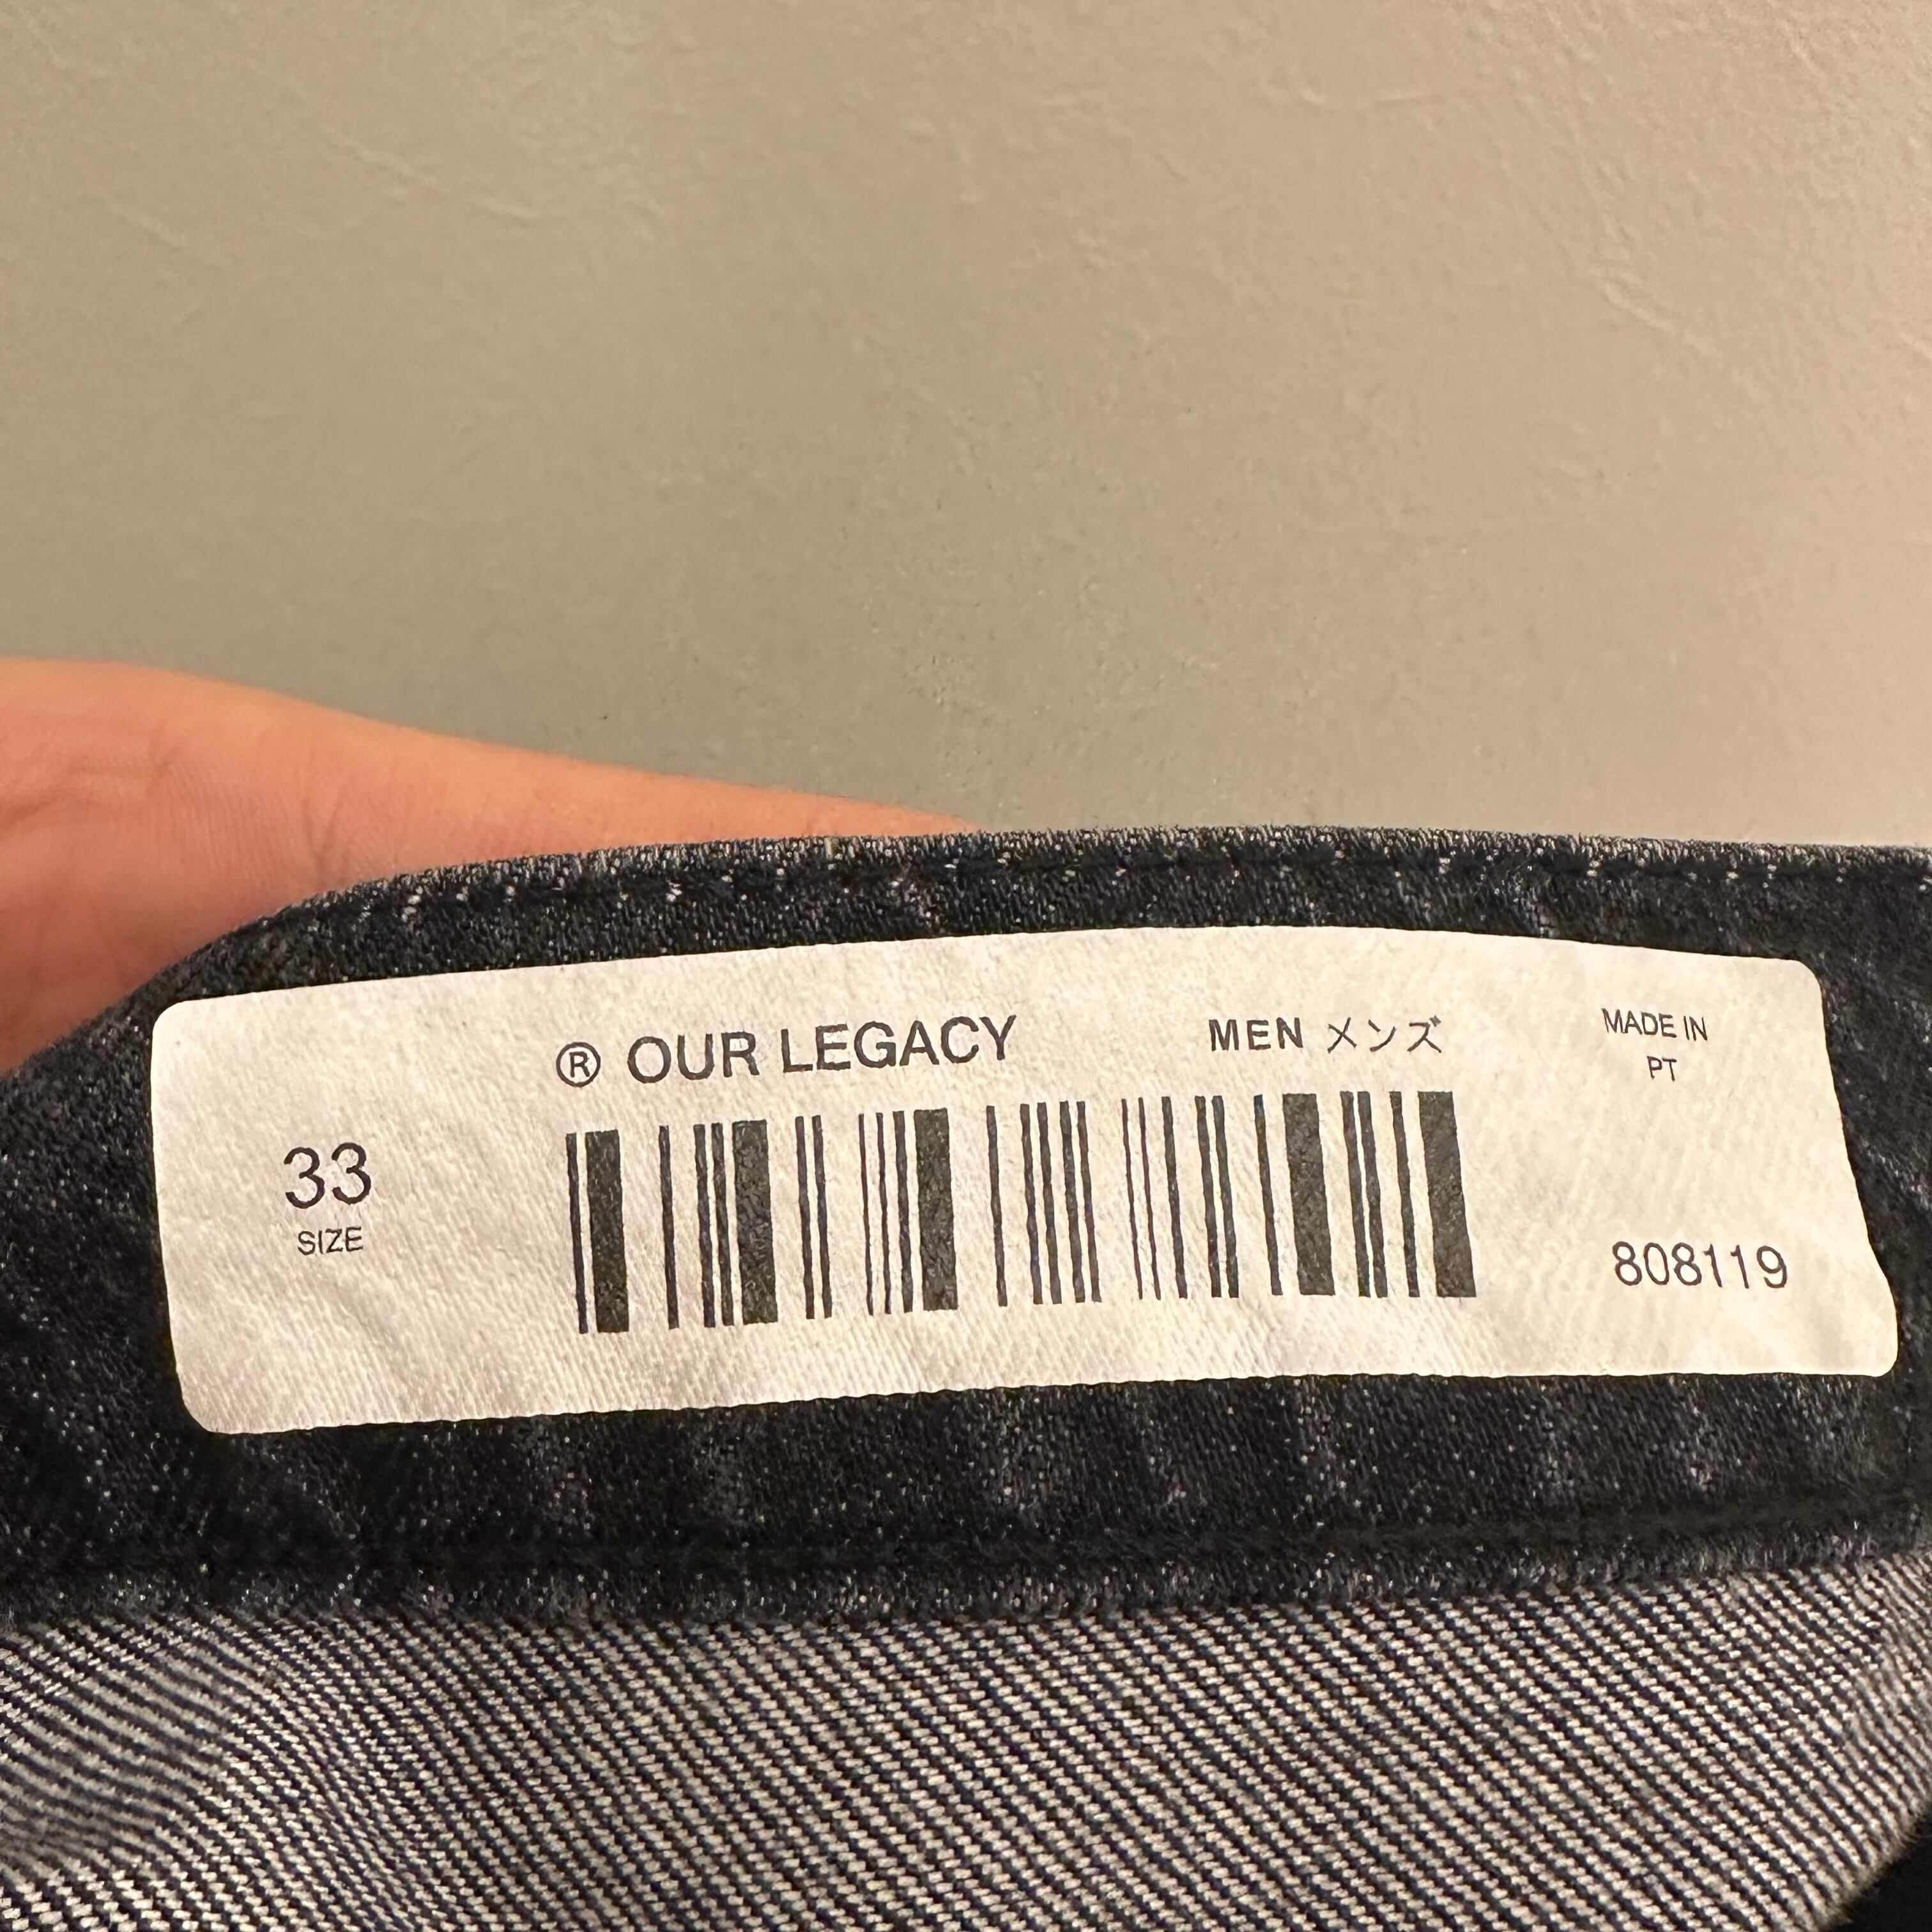 ® OUR LEGACY
MEN メンズ
MADE IN
PT
33
SIZE
808119